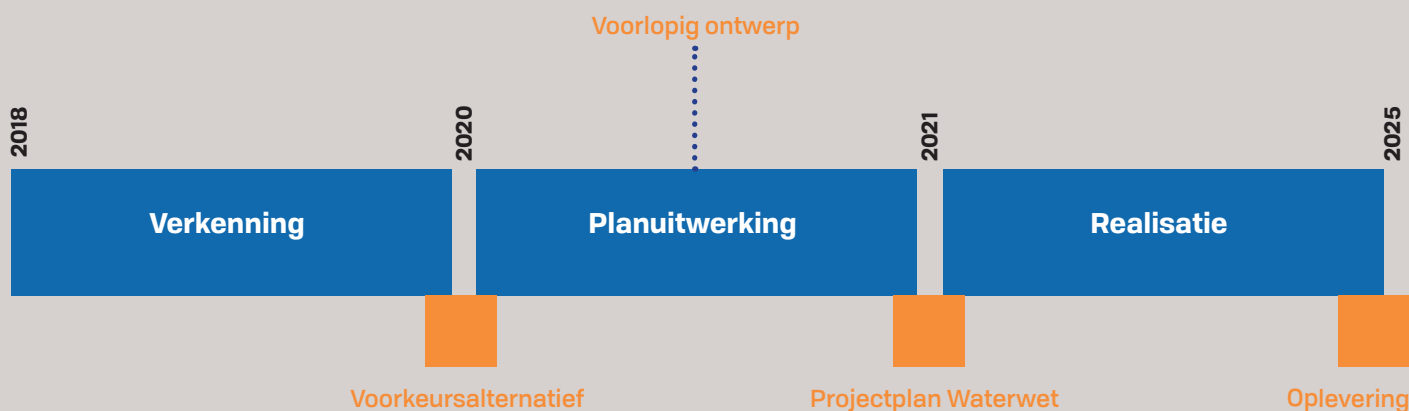 Voorlopig ontwerp
2018
2020
2021
2025
Verkenning
Planuitwerking
Realisatie
Voorkeursalternatief
Projectplan Waterwet
Oplevering